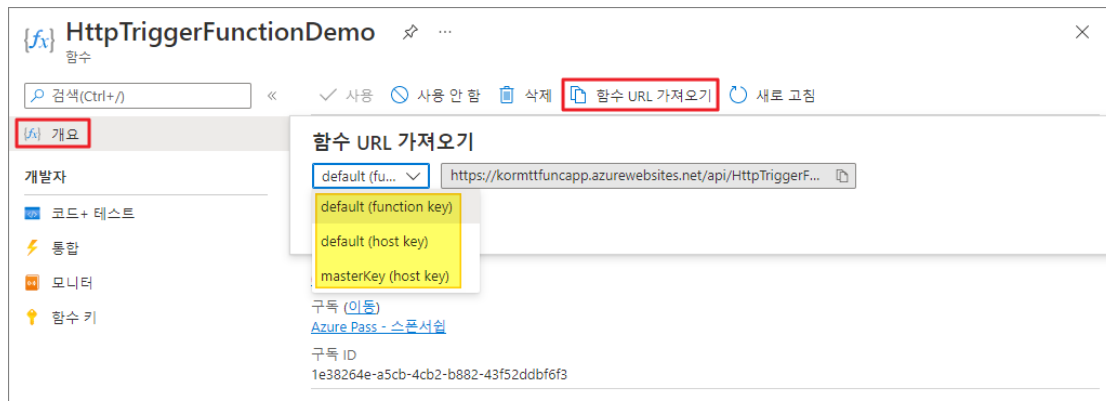 {fx} HttpTriggerFunctionDemo ...
함수
검색(Ctrl+/) «
사용 사용 안 함 삭제 함수 URL 가져오기 새로 고침
{fx} 개요
함수 URL 가져오기
default (fu... https://kormttfuncapp.azurewebsites.net/api/HttpTriggerF...
default (function key)
default (host key)
masterKey (host key)
개발자
코드+ 테스트
통합
모니터
함수 키
구독 (이동)
Azure Pass - 스폰서쉽
구독 ID
1e38264e-a5cb-4cb2-b882-43f52ddbf6f3